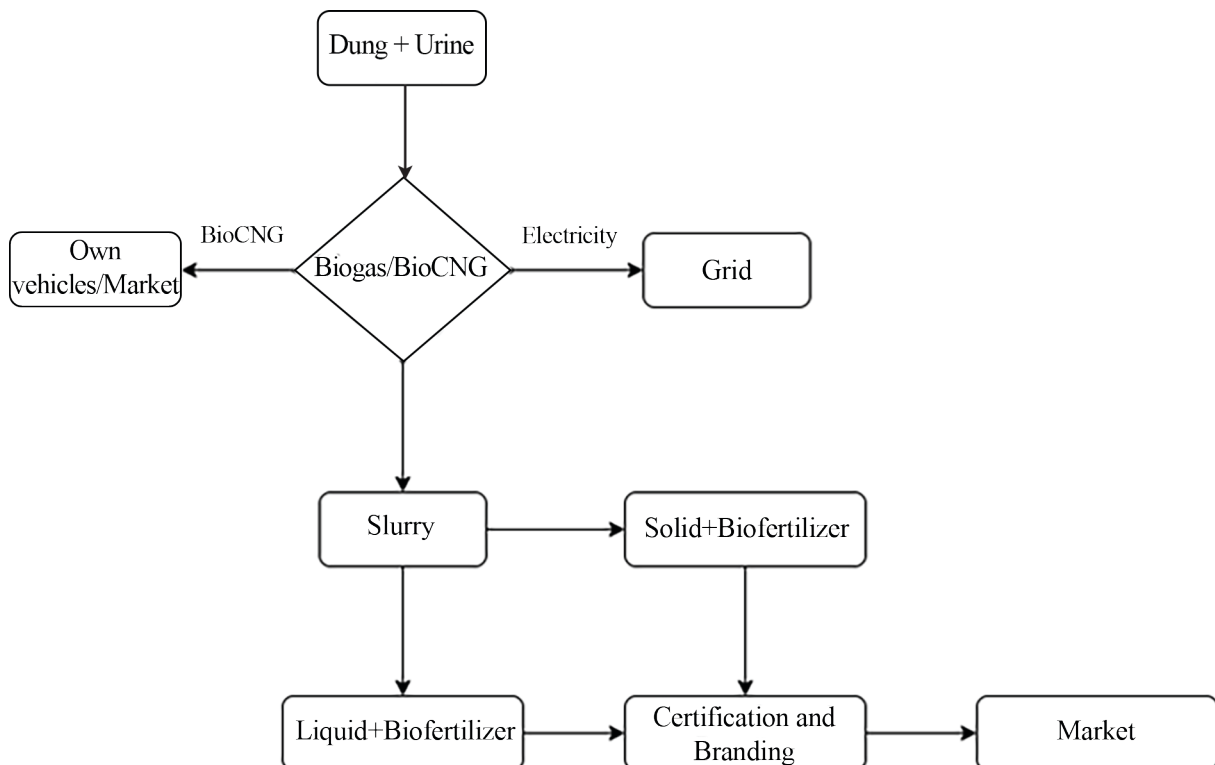 Dung + Urine
BioCNG
Electricity
Own
vehicles/Market
Biogas/BioCNG
Grid
Slurry
Solid+Biofertilizer
Liquid+Biofertilizer
Certification and
Branding
Market